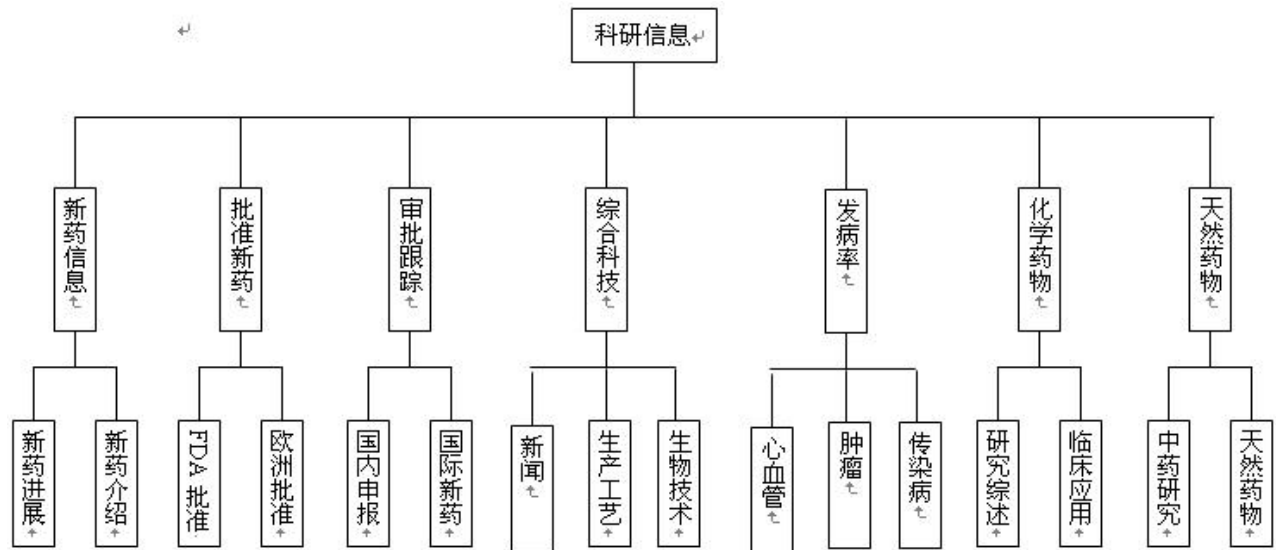 科研信息
新药信息
批准新药
审批跟踪
综合科技
发病率
化学药物
天然药物
新药进展
新药介绍
FDA 批准
欧洲批准
国内申报
国际新药
新闻
生产工艺
生物技术
心血管
肿瘤
传染病
研究综述
临床应用
中药研究
天然药物